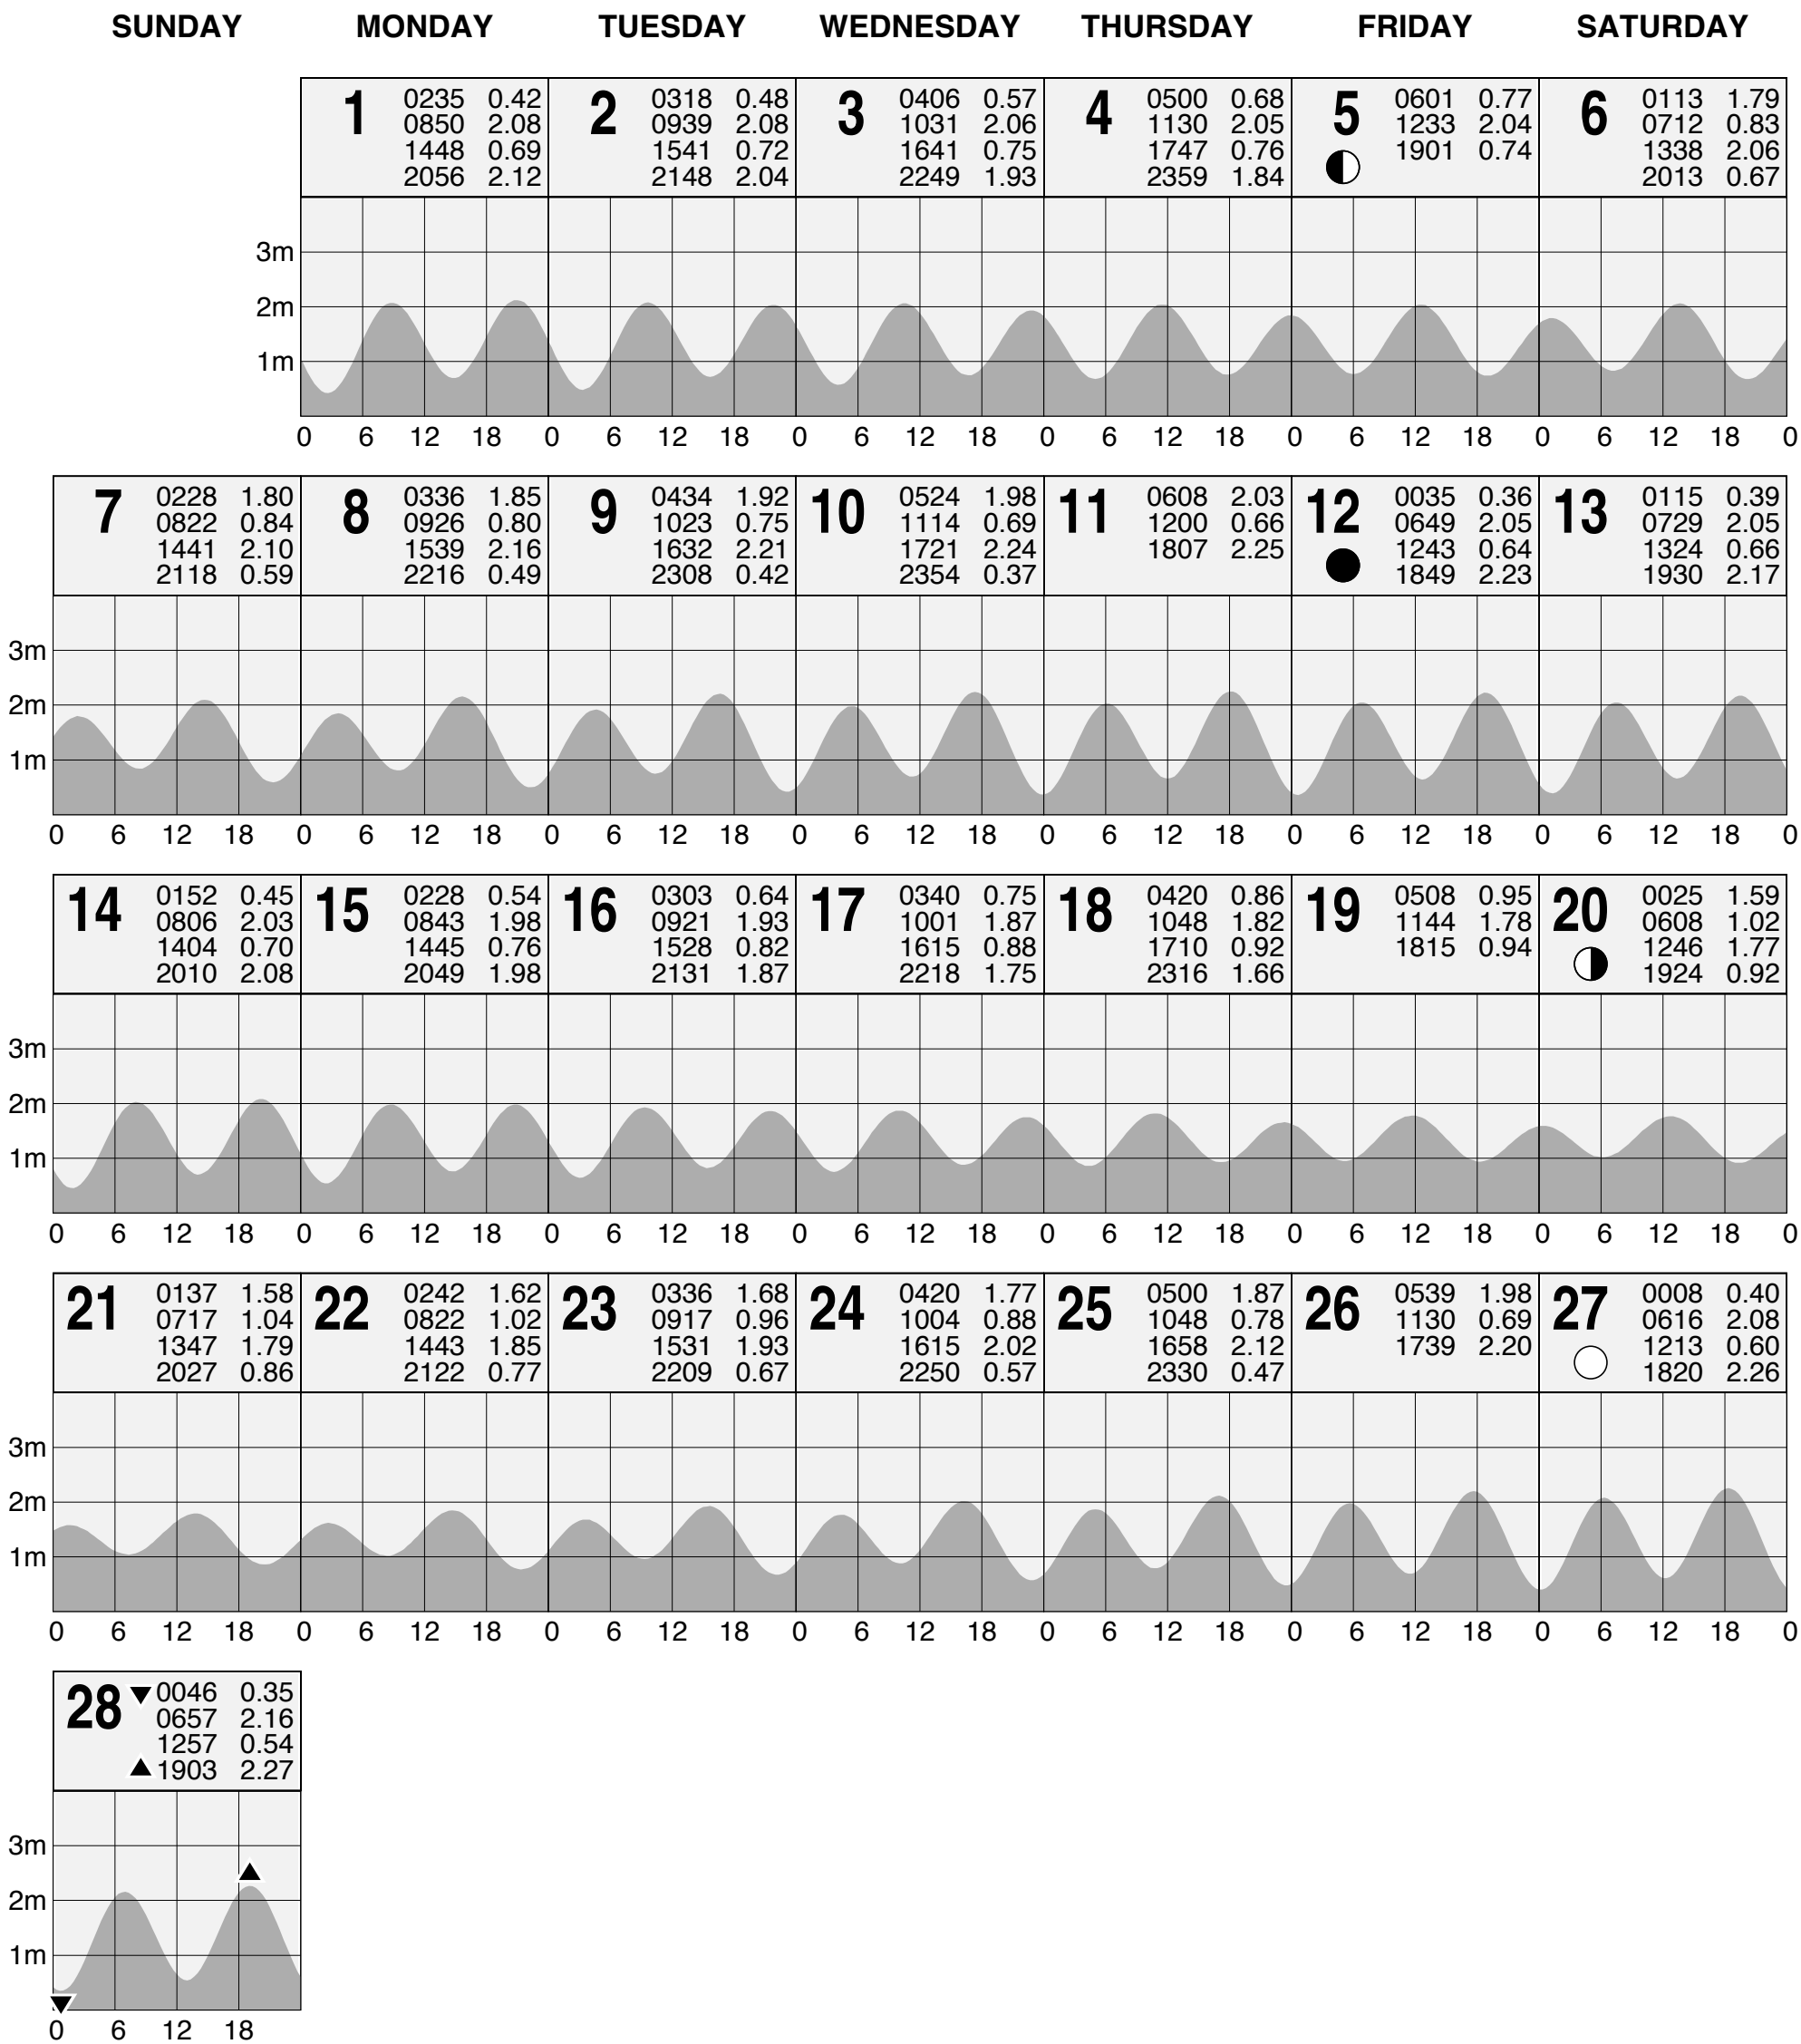 SUNDAY MONDAY TUESDAY WEDNESDAY THURSDAY FRIDAY SATURDAY
1 0235 0.42
0850 2.08
1448 0.69
2056 2.12
2 0318 0.48
0939 2.08
1541 0.72
2148 2.04
3 0406 0.57
1031 2.06
1641 0.75
2249 1.93
4 0500 0.68
1130 2.05
1747 0.76
2359 1.84
5 0601 0.77
1233 2.04
1901 0.74
6 0113 1.79
0712 0.83
1338 2.06
2013 0.67
3m
2m
1m
0 6 12 18 0 6 12 18 0 6 12 18 0 6 12 18 0 6 12 18 0 6 12 18 0
7 0228 1.80
0822 0.84
1441 2.10
2118 0.59
8 0336 1.85
0926 0.80
1539 2.16
2216 0.49
9 0434 1.92
1023 0.75
1632 2.21
2308 0.42
10 0524 1.98
1114 0.69
1721 2.24
2354 0.37
11 0608 2.03
1200 0.66
1807 2.25
12 0035 0.36
0649 2.05
1243 0.64
1849 2.23
13 0115 0.39
0729 2.05
1324 0.66
1930 2.17
3m
2m
1m
0 6 12 18 0 6 12 18 0 6 12 18 0 6 12 18 0 6 12 18 0 6 12 18 0 6 12 18 0
14 0152 0.45
0806 2.03
1404 0.70
2010 2.08
15 0228 0.54
0843 1.98
1445 0.76
2049 1.98
16 0303 0.64
0921 1.93
1528 0.82
2131 1.87
17 0340 0.75
1001 1.87
1615 0.88
2218 1.75
18 0420 0.86
1048 1.82
1710 0.92
2316 1.66
19 0508 0.95
1144 1.78
1815 0.94
20 0025 1.59
0608 1.02
1246 1.77
1924 0.92
3m
2m
1m
0 6 12 18 0 6 12 18 0 6 12 18 0 6 12 18 0 6 12 18 0 6 12 18 0 6 12 18 0
21 0137 1.58
0717 1.04
1347 1.79
2027 0.86
22 0242 1.62
0822 1.02
1443 1.85
2122 0.77
23 0336 1.68
0917 0.96
1531 1.93
2209 0.67
24 0420 1.77
1004 0.88
1615 2.02
2250 0.57
25 0500 1.87
1048 0.78
1658 2.12
2330 0.47
26 0539 1.98
1130 0.69
1739 2.20
27 0008 0.40
0616 2.08
1213 0.60
1820 2.26
3m
2m
1m
0 6 12 18 0 6 12 18 0 6 12 18 0 6 12 18 0 6 12 18 0 6 12 18 0 6 12 18 0
28 0046 0.35
0657 2.16
1257 0.54
1903 2.27
3m
2m
1m
0 6 12 18